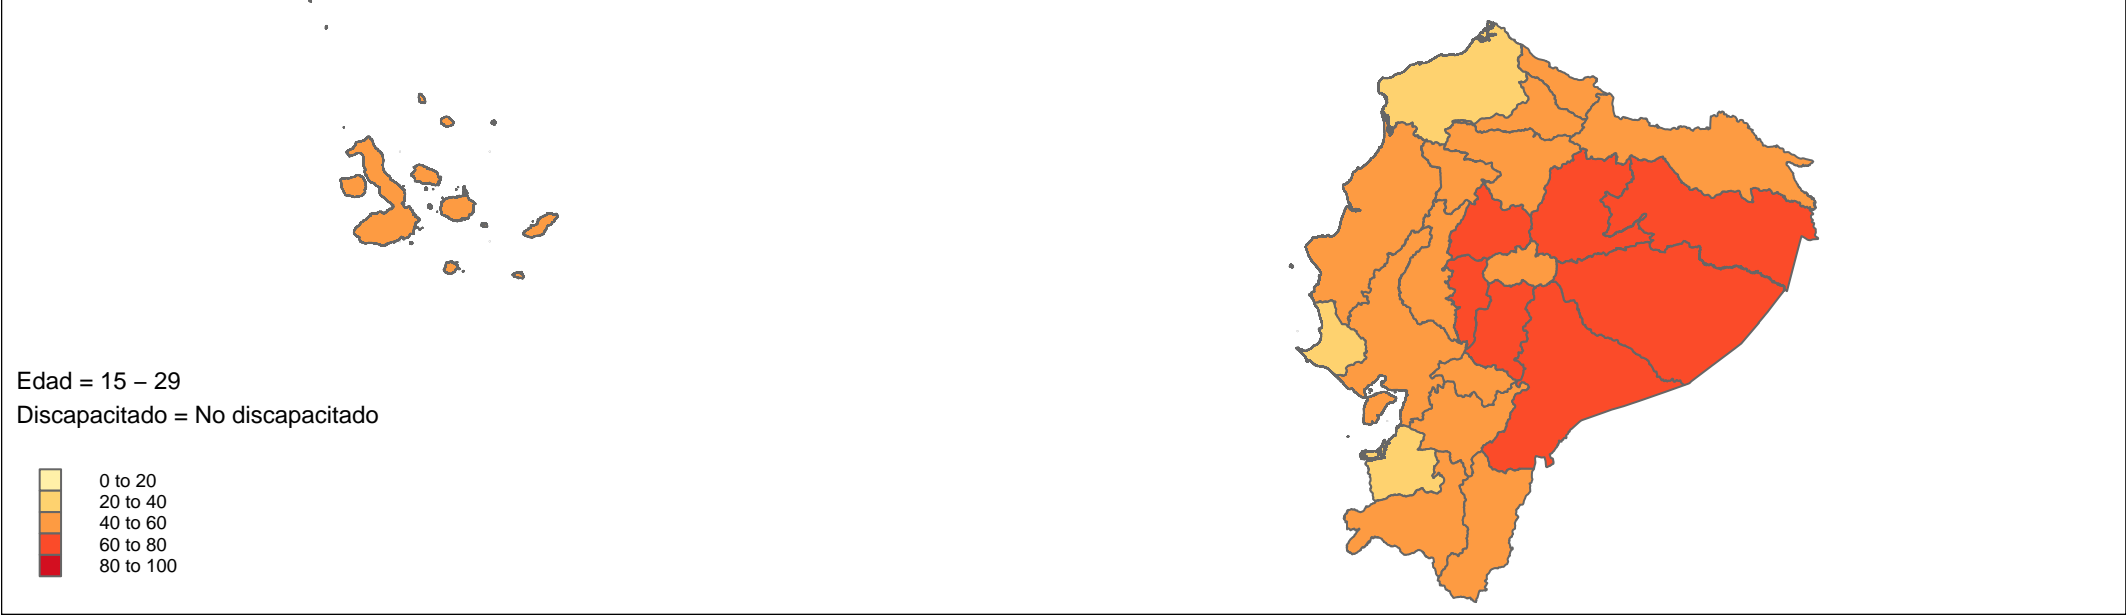 Edad = 15 – 29
Discapacitado = No discapacitado
0 to 20
20 to 40
40 to 60
60 to 80
80 to 100